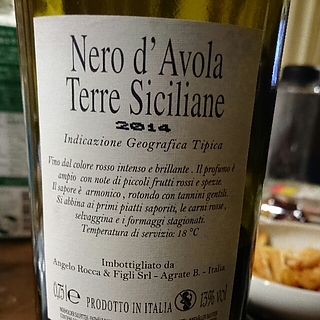 Nero d'Avola
Terre Siciliane
2014
Indicazione Geografica Tipica
Vino dal colore rosso intenso e brillante . Il profumo è
ampio con note di piccoli frutti rossi e spezie.
Il sapore è armonico , rotondo con tannini gentili.
Si abbina ai primi piatti saporiti, le carni rosse,
selvaggina e i formaggi stagionati.
Temperatura di servizio: 18 °C
Imbottigliato da
Angelo Rocca & Figli Srl - Agrate B. - Italia
0,75 l e PRODOTTO IN ITALIA 13% vol